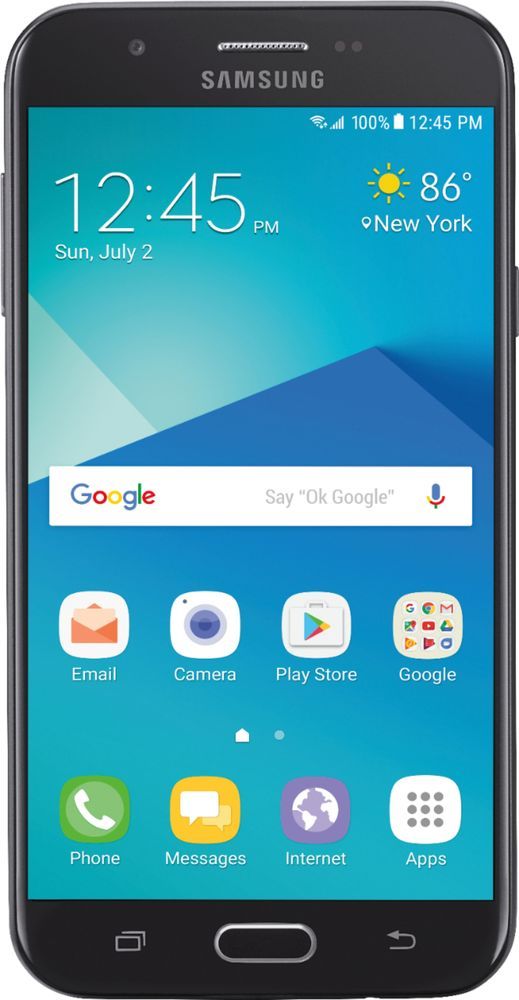 SAMSUNG
100% 12:45 PM
12:45 PM
Sun, July 2
86°
New York
Google
Say “Ok Google”
Email
Camera
Play Store
Google
Phone
Messages
Internet
Apps